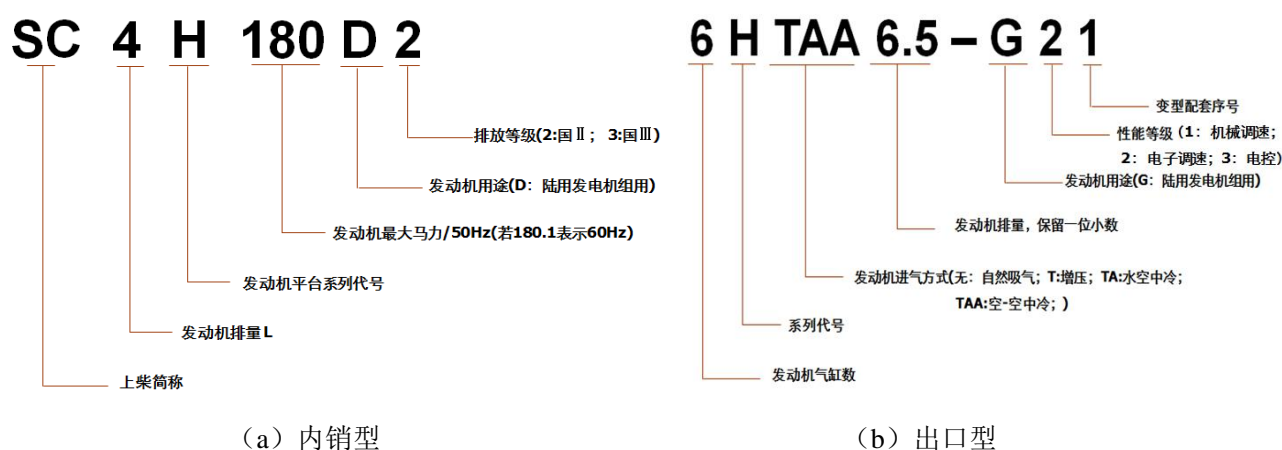 SC 4 H 180 D 2
排放等级(2:国Ⅱ; 3:国Ⅲ)
发动机用途(D: 陆用发电机组用)
发动机最大马力/50Hz(若180.1表示60Hz)
发动机平台系列代号
发动机排量L
上柴简称
(a)内销型
6 H TAA 6.5 – G 2 1
变型配套序号
性能等级 (1: 机械调速;
2: 电子调速; 3: 电控)
发动机用途(G: 陆用发电机组用)
发动机排量，保留一位小数
发动机进气方式(无: 自然吸气; T:增压; TA:水空中冷;
TAA:空-空中冷; )
系列代号
发动机气缸数
(b)出口型